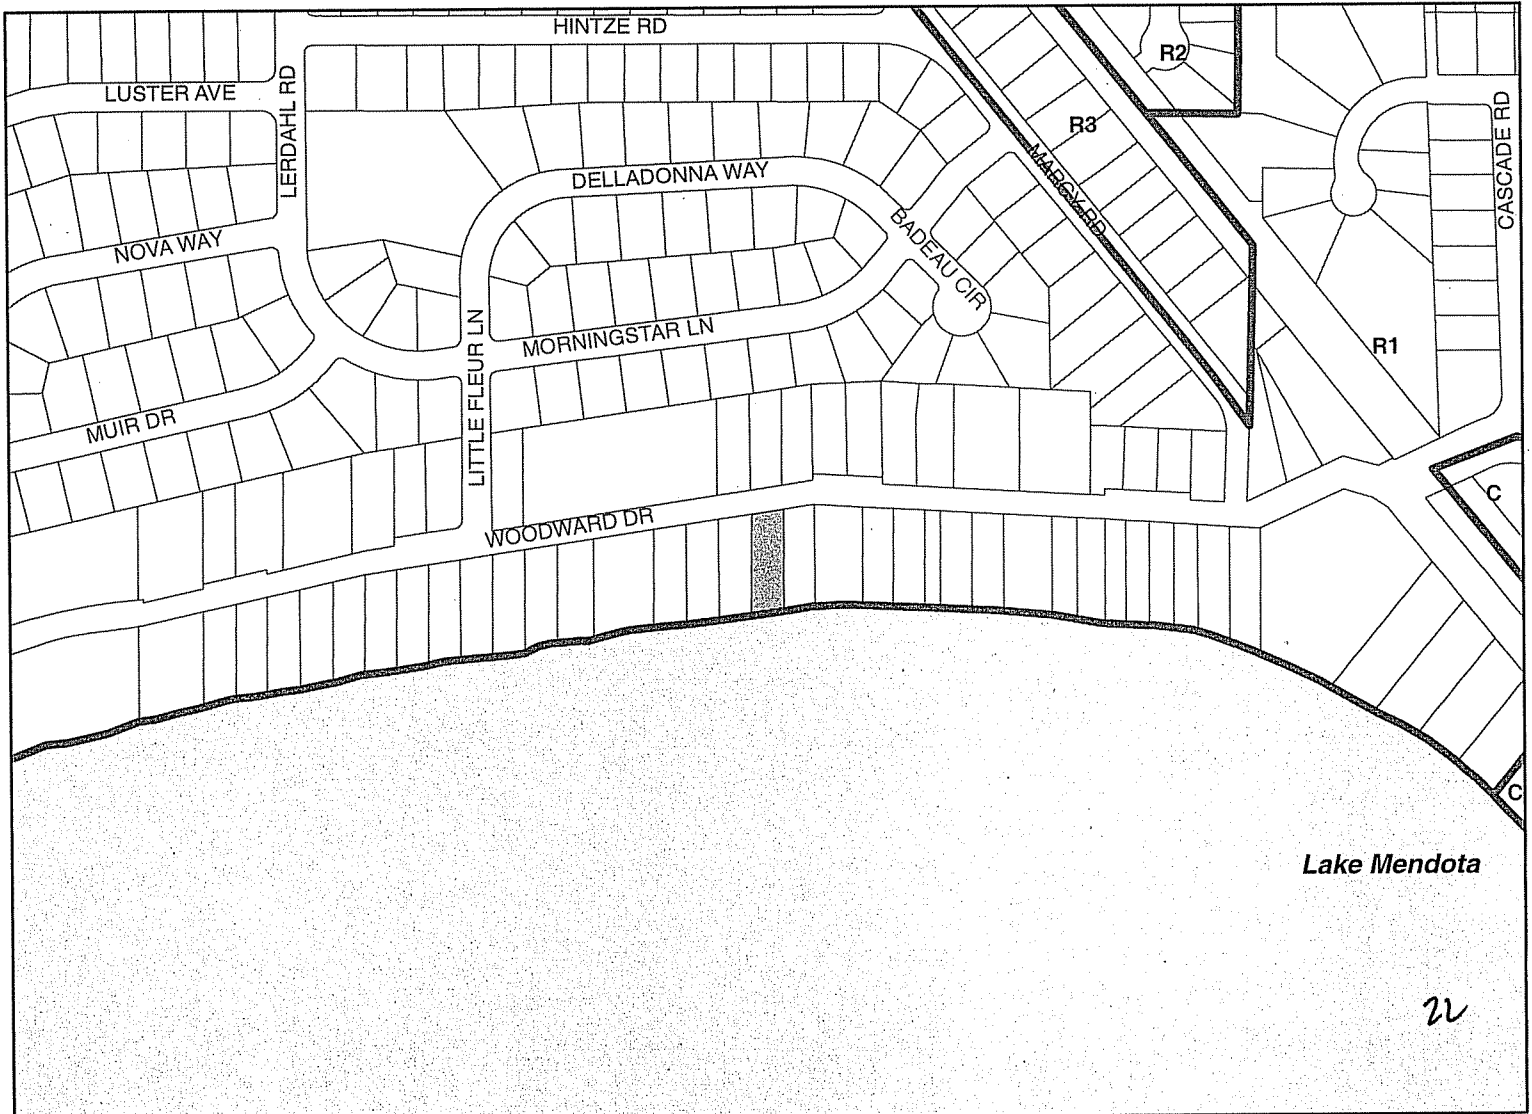 HINTZE RD
R2
LUSTER AVE
LERDAHL RD
R3
CASCADE RD
DELLADONNA WAY
MARCY RD
NOVA WAY
BADEAU CIR
MORNINGSTAR LN
LITTLE FLEUR LN
R1
MUIR DR
C
WOODWARD DR
C
Lake Mendota
22